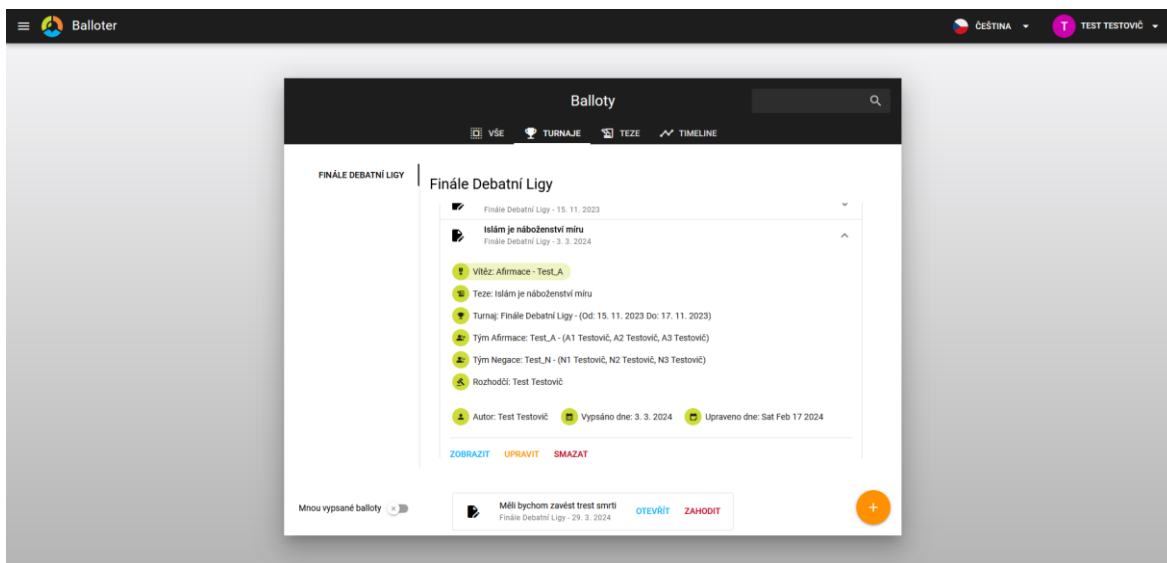 Balloter
ČEŠTINA
T
TEST TESTOVIČ
Balloty
VŠE
TURNAJE
TEZE
TIMELINE
FINÁLE DEBATNÍ LIGY
Finále Debatní Ligy
Finále Debatní Ligy - 15. 11. 2023
Islám je náboženství míru
Finále Debatní Ligy - 3. 3. 2024
Vítěz: Afirmace - Test_A
Teze: Islám je náboženství míru
Turnaj: Finále Debatní Ligy - (Od: 15. 11. 2023 Do: 17. 11. 2023)
Tým Afirmace: Test_A - (A1 Testovič, A2 Testovič, A3 Testovič)
Tým Negace: Test_N - (N1 Testovič, N2 Testovič, N3 Testovič)
Rozhodčí: Test Testovič
Autor: Test Testovič
Vypsáno dne: 3. 3. 2024
Upraveno dne: Sat Feb 17 2024
ZOBRAZIT UPRAVIT SMAZAT
Mnou vypsané balloty
Měli bychom zavést trest smrti
Finále Debatní Ligy - 29. 3. 2024
OTEVŘÍT ZAHODIT